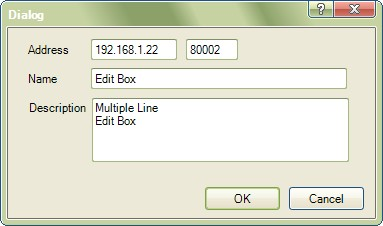 Dialog
?
Address 192.168.1.22 80002
Name Edit Box
Description Multiple Line
Edit Box
OK Cancel